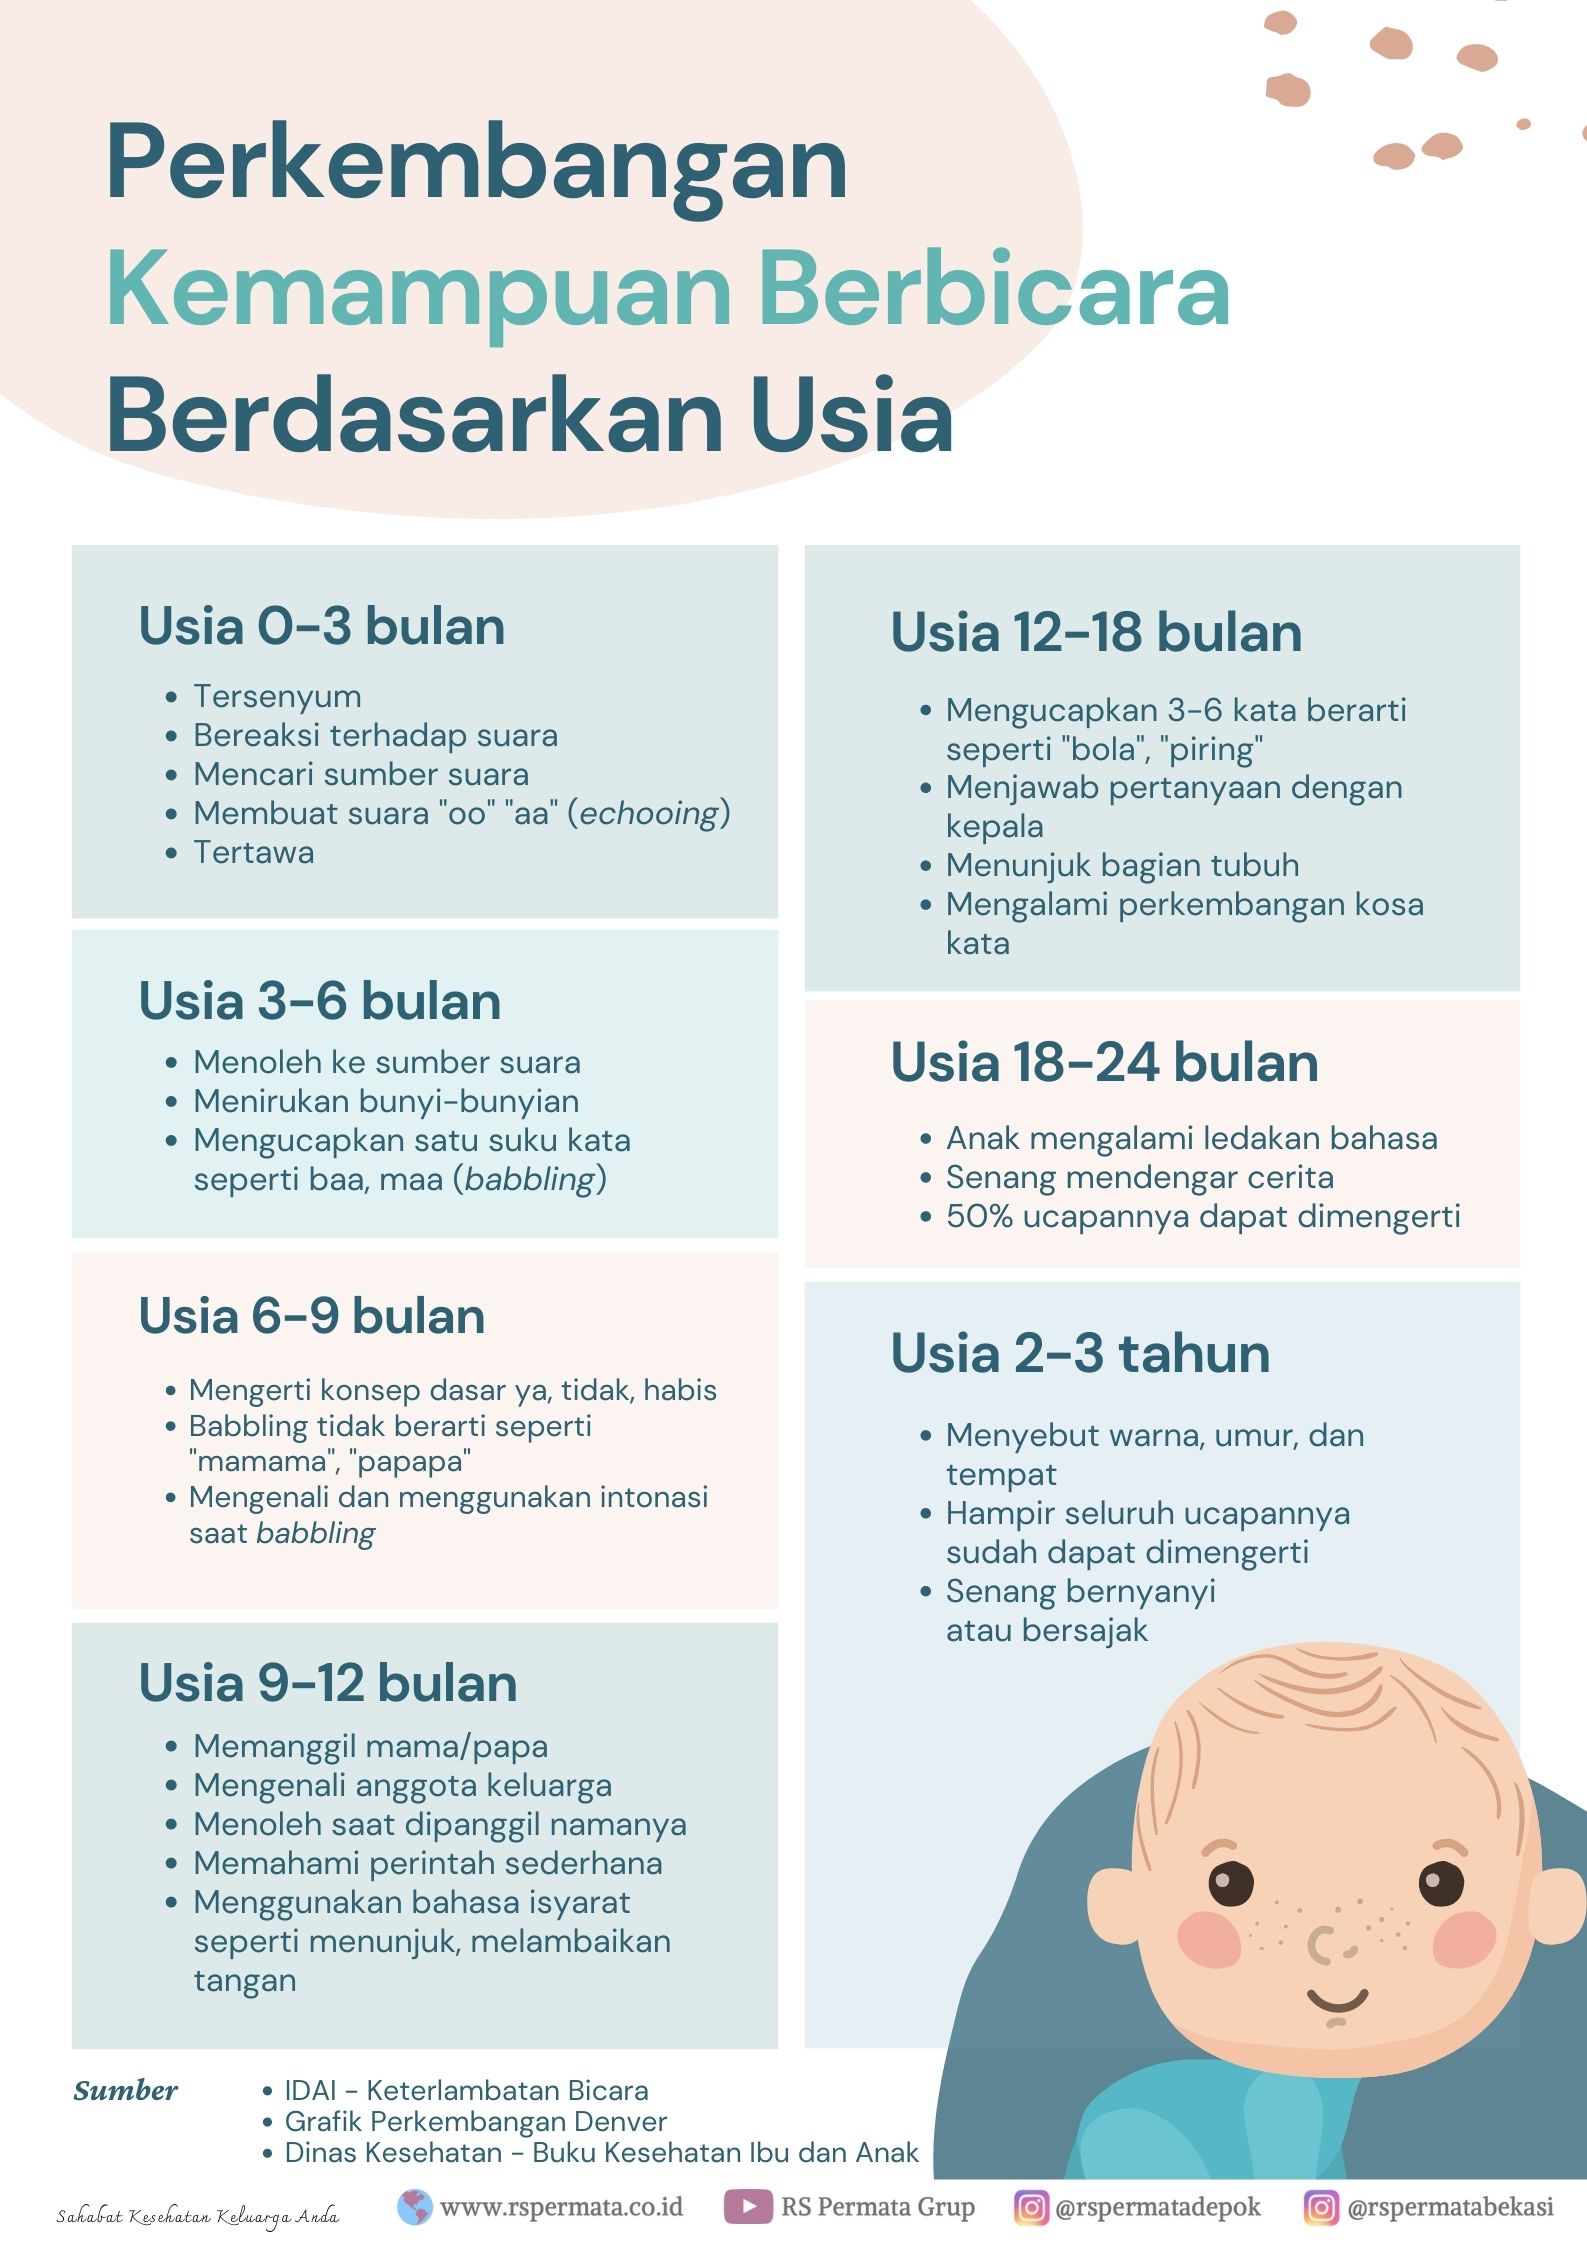 Perkembangan
Kemampuan Berbicara
Berdasarkan Usia
Usia 0-3 bulan
• Tersenyum
• Bereaksi terhadap suara
• Mencari sumber suara
• Membuat suara "oo" "aa" (echooing)
• Tertawa
Usia 3-6 bulan
• Menoleh ke sumber suara
• Menirukan bunyi-bunyian
• Mengucapkan satu suku kata
seperti baa, maa (babbling)
Usia 6-9 bulan
• Mengerti konsep dasar ya, tidak, habis
• Babbling tidak berarti seperti
"mamama", "papapa"
• Mengenali dan menggunakan intonasi
saat babbling
Usia 9-12 bulan
• Memanggil mama/papa
• Mengenali anggota keluarga
• Menoleh saat dipanggil namanya
• Memahami perintah sederhana
• Menggunakan bahasa isyarat
seperti menunjuk, melambaikan
tangan
Usia 12-18 bulan
• Mengucapkan 3-6 kata berarti
seperti "bola", "piring"
• Menjawab pertanyaan dengan
kepala
• Menunjuk bagian tubuh
• Mengalami perkembangan kosa
kata
Usia 18-24 bulan
• Anak mengalami ledakan bahasa
• Senang mendengar cerita
• 50% ucapannya dapat dimengerti
Usia 2-3 tahun
• Menyebut warna, umur, dan
tempat
• Hampir seluruh ucapannya
sudah dapat dimengerti
• Senang bernyanyi
atau bersajak
Sumber
• IDAI - Keterlambatan Bicara
• Grafik Perkembangan Denver
• Dinas Kesehatan - Buku Kesehatan Ibu dan Anak
Sahabat Kesehatan Keluarga Anda
www.rspermata.co.id
RS Permata Grup
@rspermatadepok
@rspermatabekasi